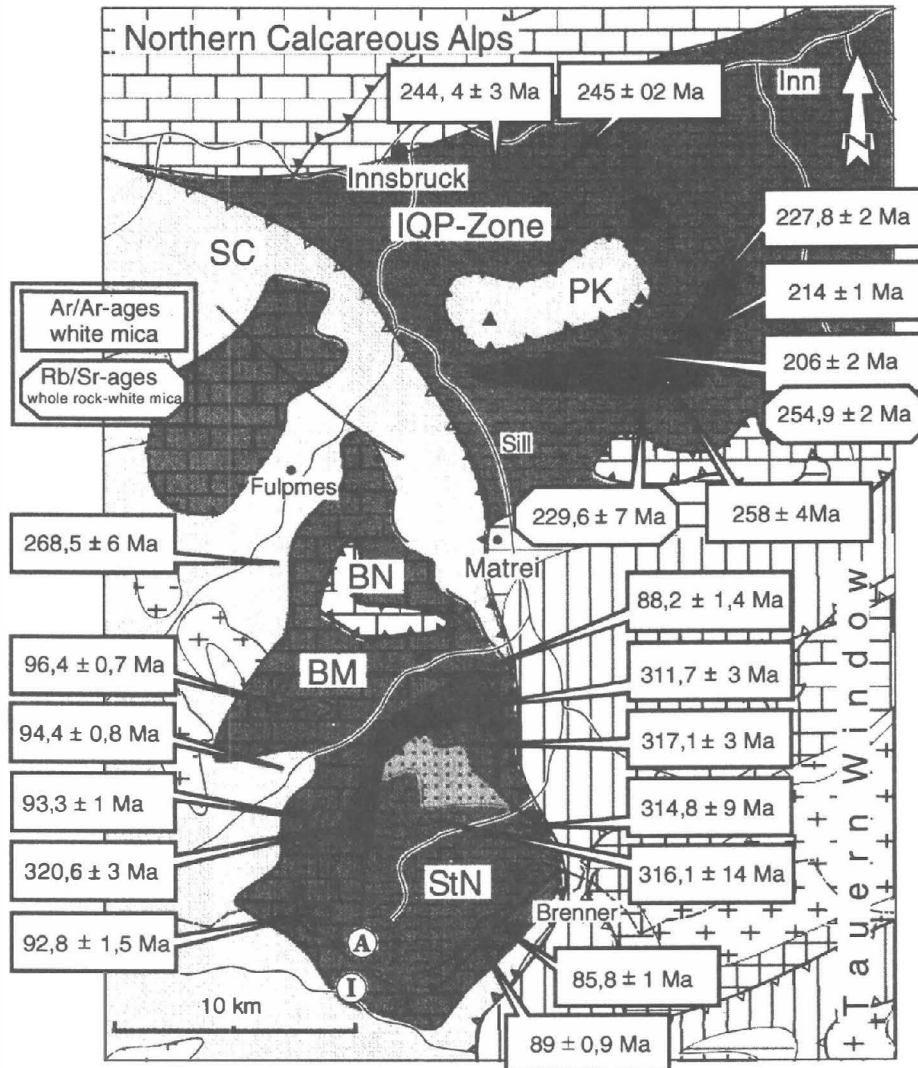 Northern Calcareous Alps
244, 4 ± 3 Ma
245 ± 02 Ma
Inn
N
Innsbruck
IQP-Zone
227,8 ± 2 Ma
SC
PK
214 ± 1 Ma
Ar/Ar-ages
white mica
206 ± 2 Ma
Rb/Sr-ages
whole rock-white mica
254,9 ± 2 Ma
Sill
Fulpmes
229,6 ± 7 Ma
258 ± 4Ma
268,5 ± 6 Ma
Matrei
BN
88,2 ± 1,4 Ma
96,4 ± 0,7 Ma
BM
311,7 ± 3 Ma
94,4 ± 0,8 Ma
317,1 ± 3 Ma
93,3 ± 1 Ma
314,8 ± 9 Ma
320,6 ± 3 Ma
StN
316,1 ± 14 Ma
92,8 ± 1,5 Ma
Brenner
A
85,8 ± 1 Ma
I
10 km
89 ± 0,9 Ma
Tauern Window